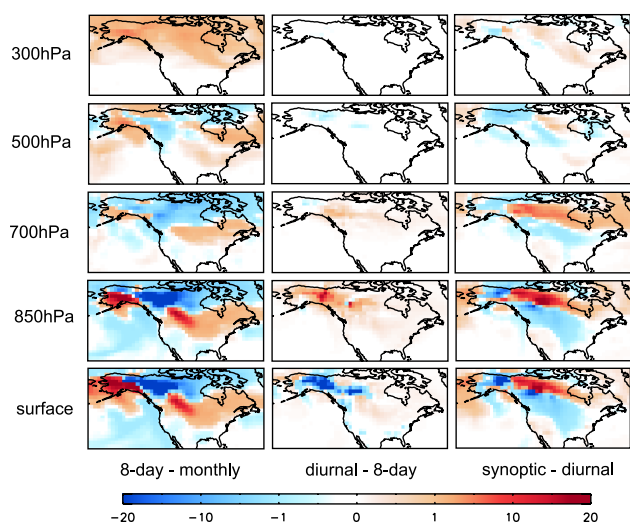 300hPa
500hPa
700hPa
850hPa
surface
8-day - monthly diurnal - 8-day synoptic - diurnal
−20 −10 −1 0 1 10 20